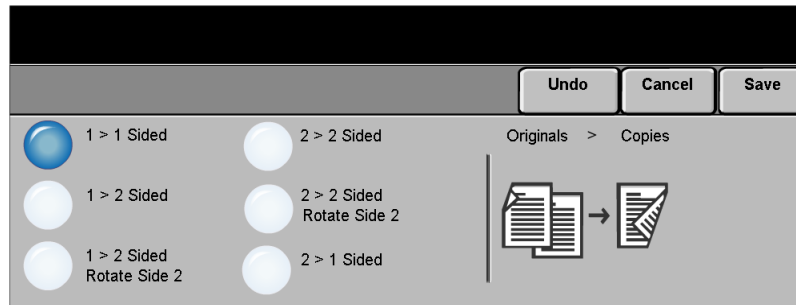 Undo Cancel Save
1 > 1 Sided
1 > 2 Sided
1 > 2 Sided
Rotate Side 2
2 > 2 Sided
2 > 2 Sided
Rotate Side 2
2 > 1 Sided
Originals > Copies